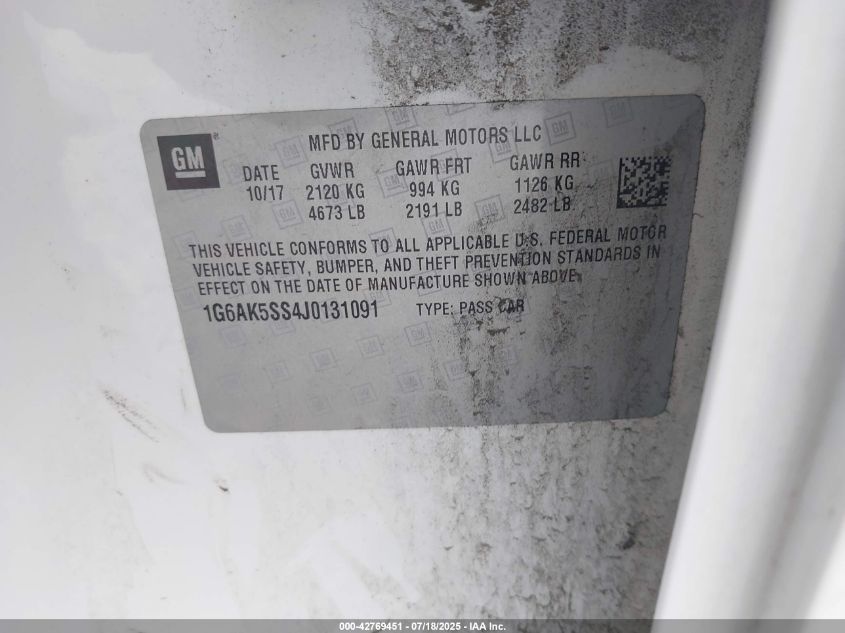 GM
MFD BY GENERAL MOTORS LLC
DATE GVWR GAWR FRT GAWR RR
10/17 2120 KG 994 KG 1126 KG
4673 LB 2191 LB 2482 LB
THIS VEHICLE CONFORMS TO ALL APPLICABLE U.S. FEDERAL MOTOR
VEHICLE SAFETY, BUMPER, AND THEFT PREVENTION STANDARDS IN
EFFECT ON THE DATE OF MANUFACTURE SHOWN ABOVE.
1G6AK5SS4J0131091 TYPE: PASS CAR
000-42769451 - 07/18/2025 - IAA Inc.